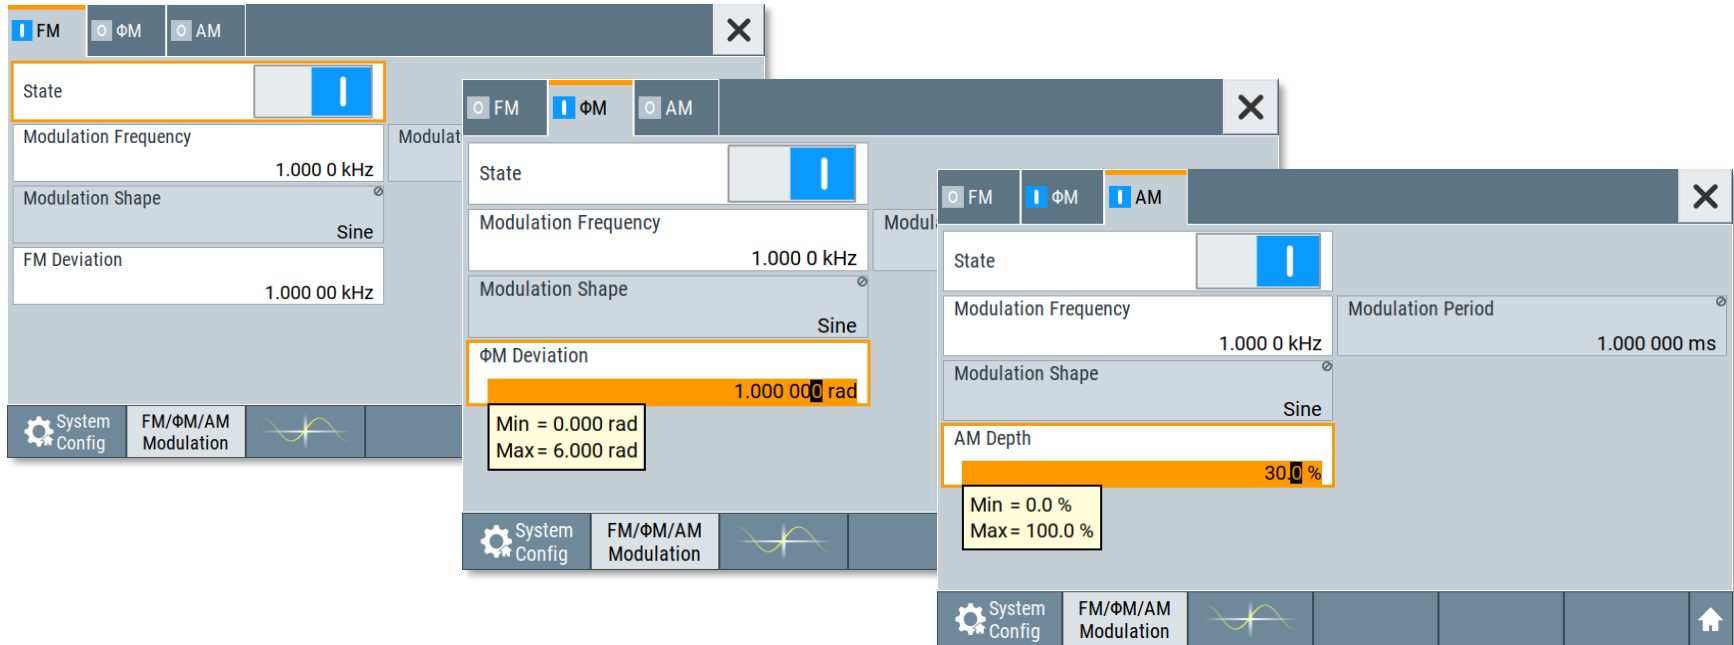 FM
ΦM
AM
State
Modulation Frequency
1.000 0 kHz
Modulat
Modulation Shape
Sine
FM Deviation
1.000 00 kHz
System
Config
FM/ΦM/AM
Modulation
FM
ΦM
AM
State
Modulation Frequency
1.000 0 kHz
Modul
Modulation Shape
Sine
ΦM Deviation
1.000 000 rad
Min = 0.000 rad
Max= 6.000 rad
System
Config
FM/ΦM/AM
Modulation
FM
ΦM
AM
State
Modulation Frequency
1.000 0 kHz
Modulation Period
1.000 000 ms
Modulation Shape
Sine
AM Depth
30.0 %
Min = 0.0 %
Max= 100.0 %
System
Config
FM/ΦM/AM
Modulation